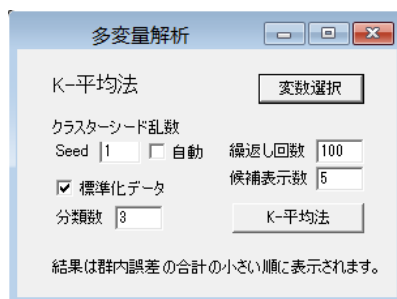 多変量解析
K-平均法
変数選択
クラスターシード乱数
Seed 1 自動 繰返し回数 100
標準化データ 候補表示数 5
分類数 3 K-平均法
結果は群内誤差の合計の小さい順に表示されます。